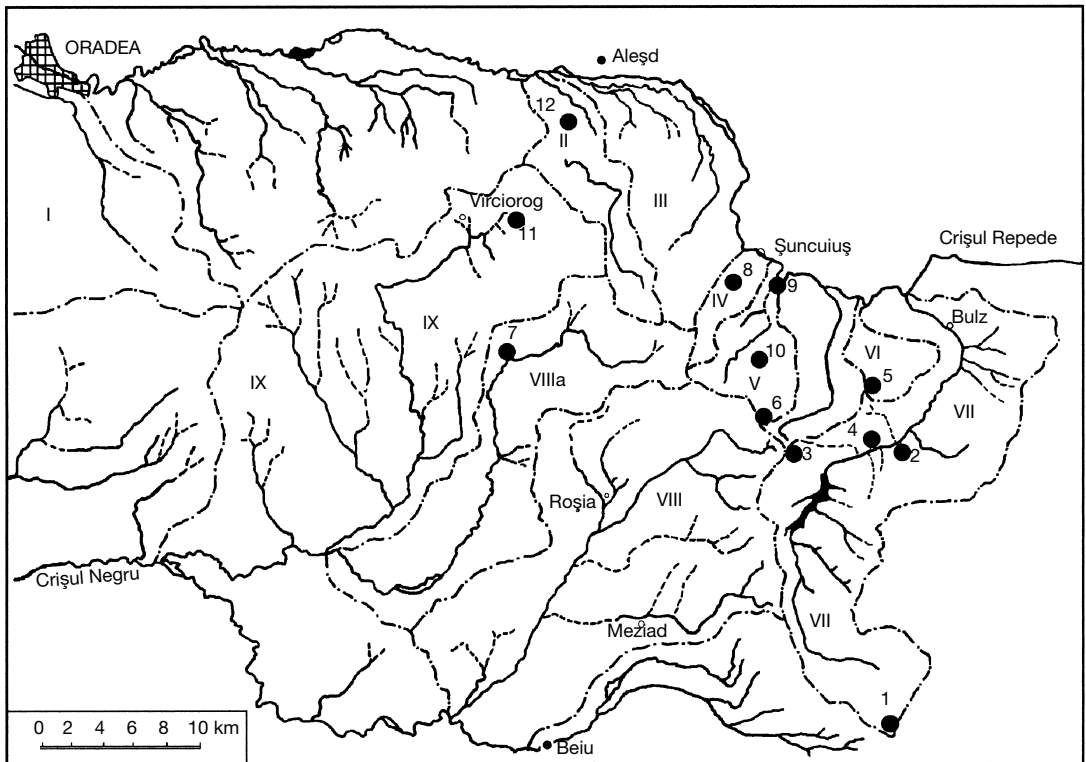 ORADEA
Aleşd
12
II
I
III
Virciorog
11
Şuncuiuş
Crişul Repede
8
IV
9
Bulz
IX
7
10
VI
IX
VIIIa
V
5
6
VII
4
3
2
Roşia
VIII
Crişul Negru
VII
Meziad
1
0 2 4 6 8 10 km
Beiu